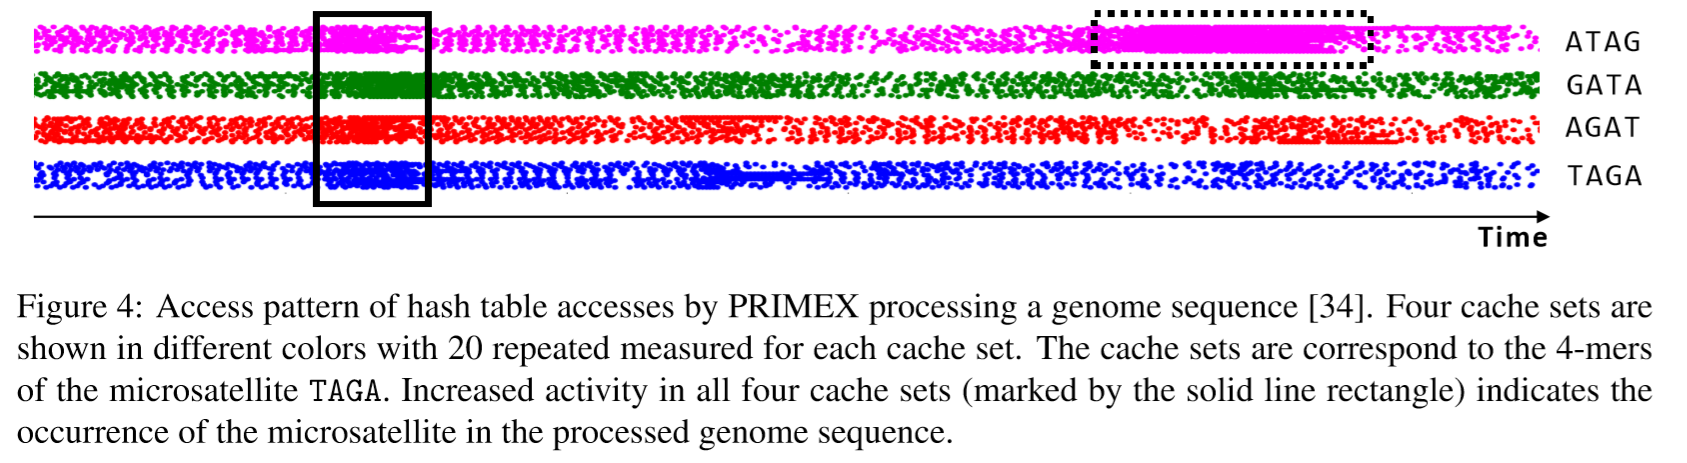 ATAG
GATA
AGAT
TAGA
Time
Figure 4: Access pattern of hash table accesses by PRIMEX processing a genome sequence [34]. Four cache sets are
shown in different colors with 20 repeated measured for each cache set. The cache sets are correspond to the 4-mers
of the microsatellite TAGA. Increased activity in all four cache sets (marked by the solid line rectangle) indicates the
occurrence of the microsatellite in the processed genome sequence.